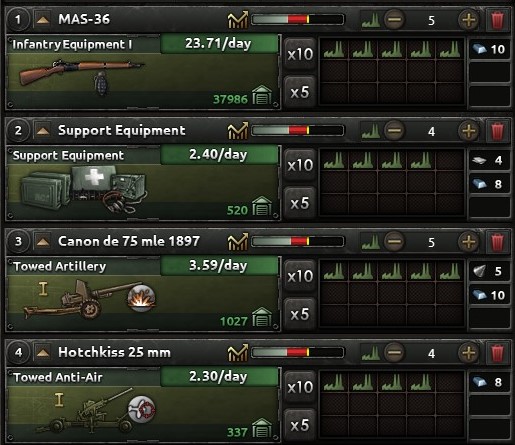 1 MAS-36 5
Infantry Equipment I 23.71/day x10 10
37986 x5
2 Support Equipment 4
Support Equipment 2.40/day x10 4
8
520 x5
3 Canon de 75 mle 1897 5
Towed Artillery 3.59/day x10 5
I 10
1027 x5
4 Hotchkiss 25 mm 4
Towed Anti-Air 2.30/day x10 8
I
337 x5